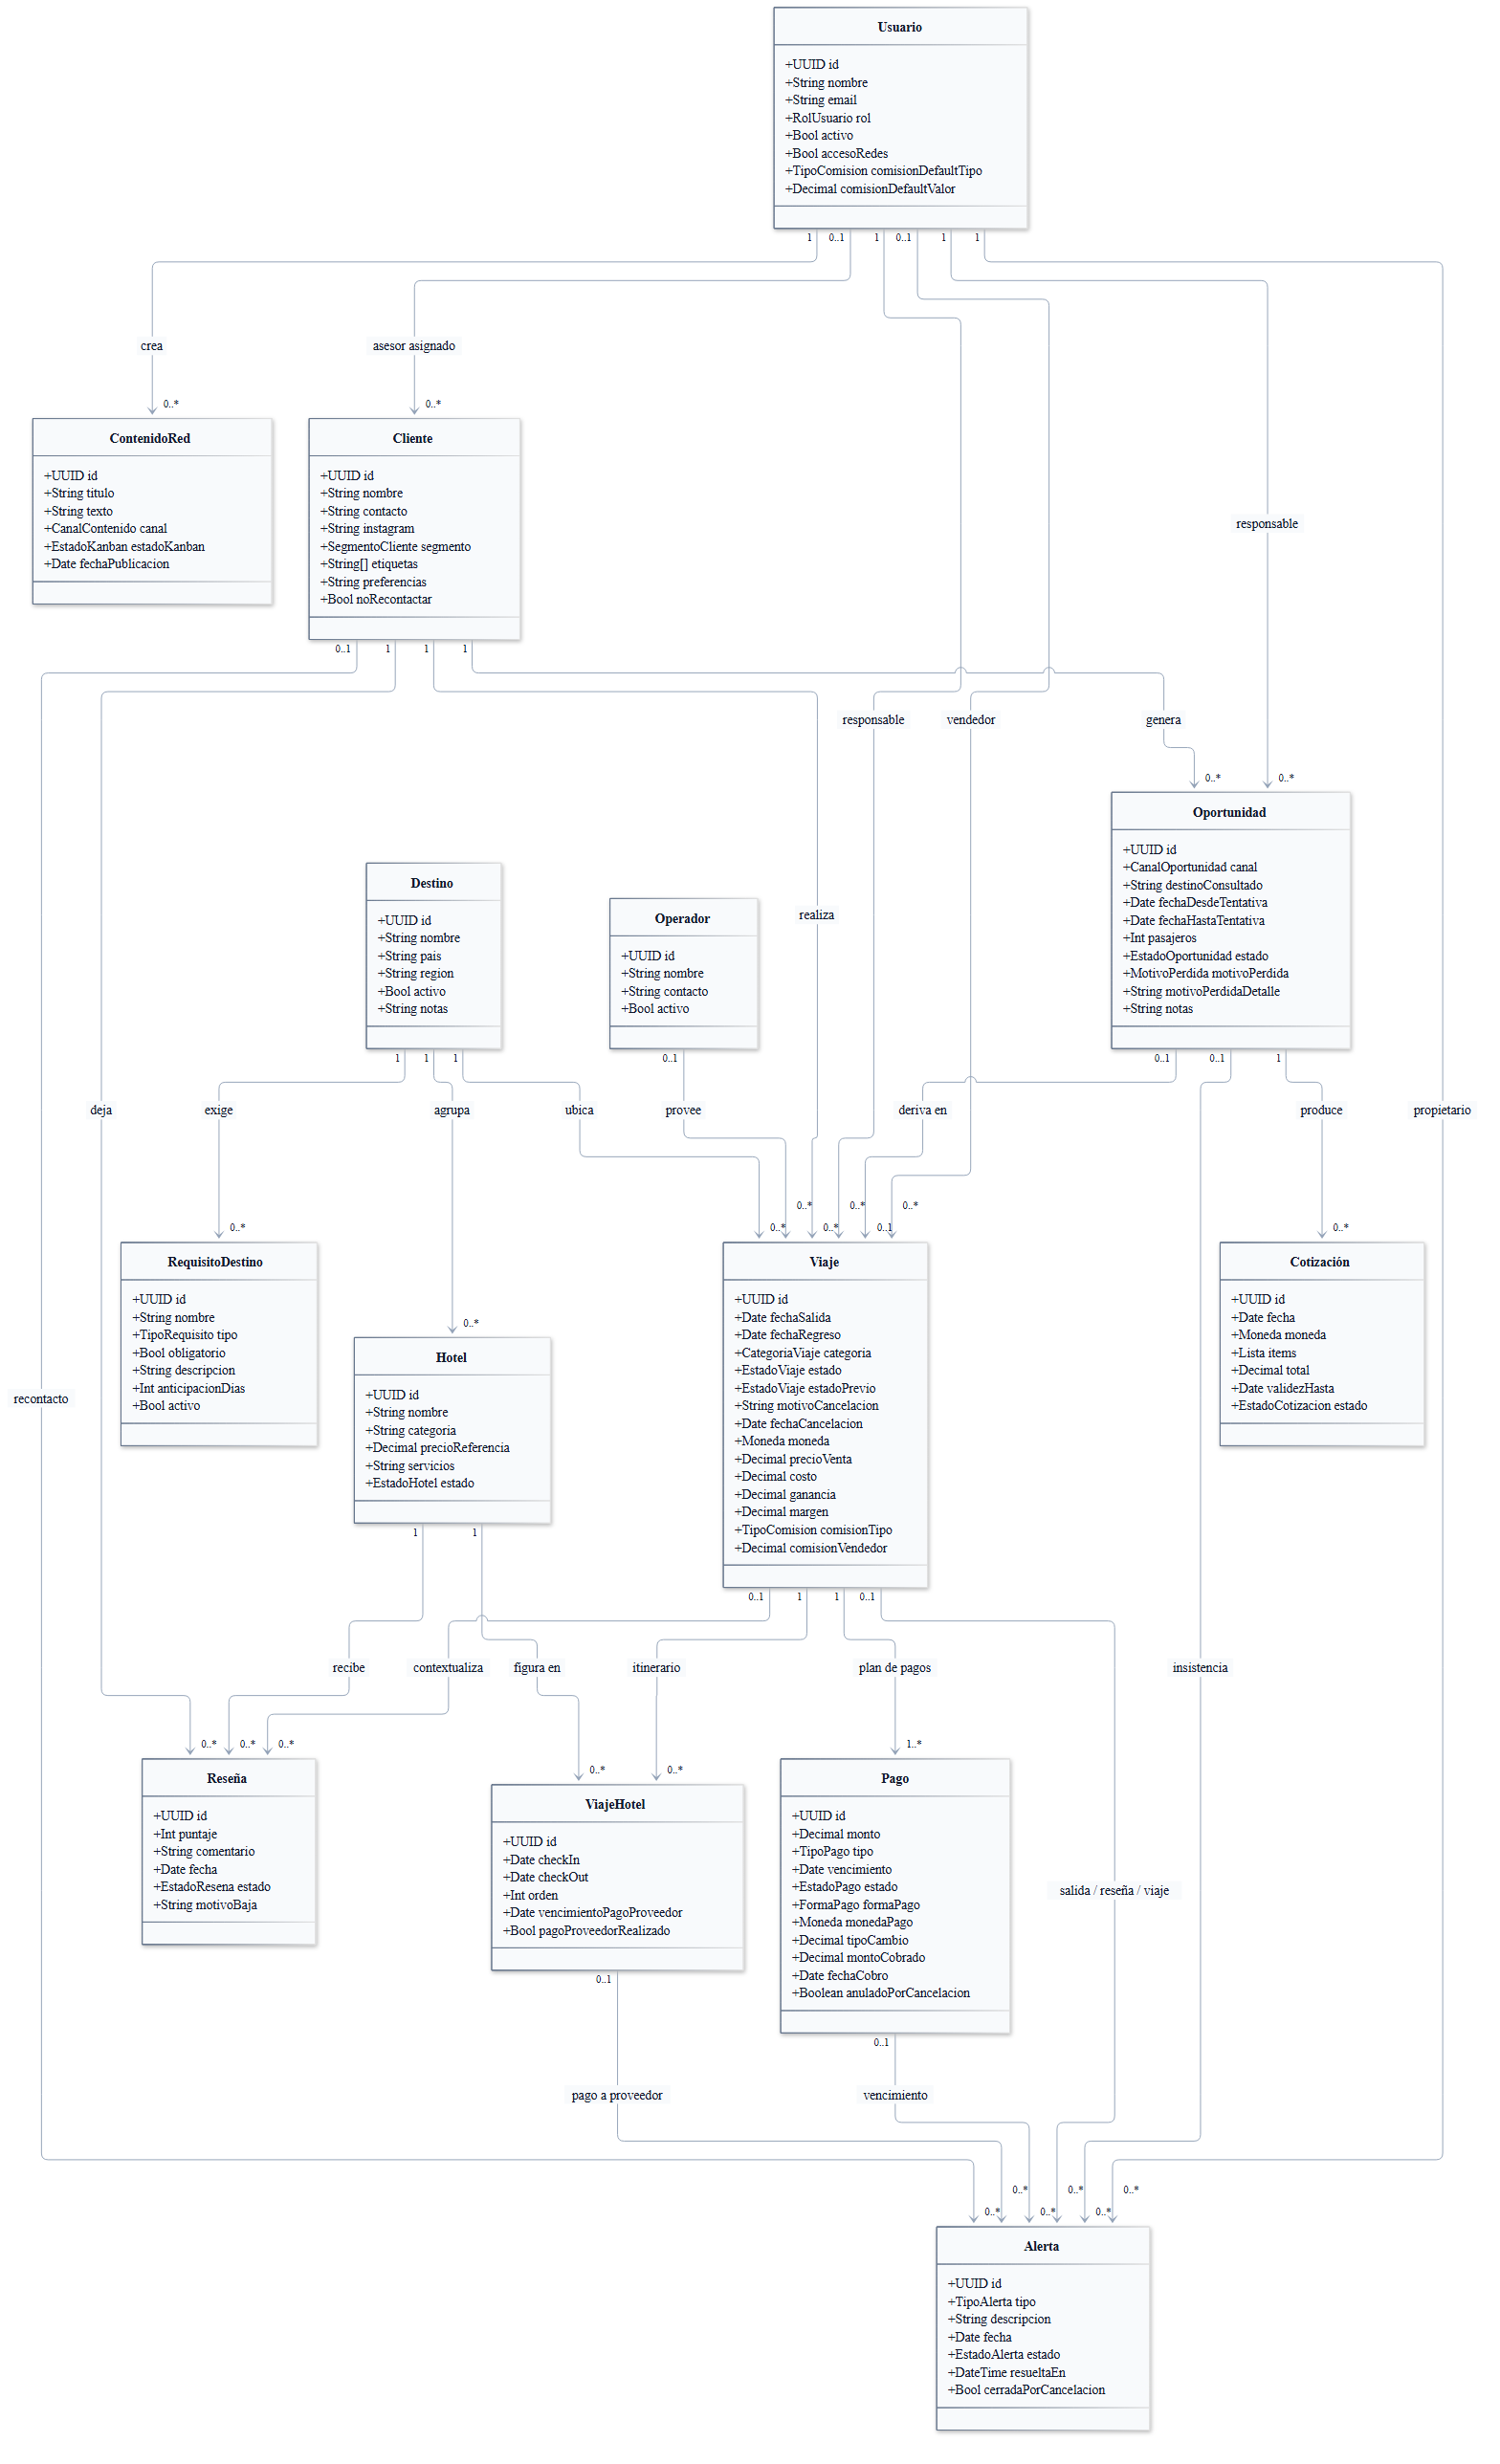 Usuario
+UUID id
+String nombre
+String email
+RolUsuario rol
+Bool activo
+Bool accesoRedes
+TipoComision comisionDefaultTipo
+Decimal comisionDefaultValor
1
0..1
1
0..1
1
1
crea
asesor asignado
0..*
0..*
ContenidoRed
+UUID id
+String titulo
+String texto
+CanalContenido canal
+EstadoKanban estadoKanban
+Date fechaPublicacion
Cliente
+UUID id
+String nombre
+String contacto
+String instagram
+SegmentoCliente segmento
+String[] etiquetas
+String preferencias
+Bool noRecontactar
responsable
0..1
1
1
1
responsable
vendedor
genera
0..*
0..*
Oportunidad
+UUID id
+CanalOportunidad canal
+String destinoConsultado
+Date fechaDesdeTentativa
+Date fechaHastaTentativa
+Int pasajeros
+EstadoOportunidad estado
+MotivoPerdida motivoPerdida
+String motivoPerdidaDetalle
+String notas
Destino
+UUID id
+String nombre
+String pais
+String region
+Bool activo
+String notas
Operador
+UUID id
+String nombre
+String contacto
+Bool activo
realiza
1
1
1
0..1
0..1
0..1
1
deja
exige
agrupa
ubica
provee
deriva en
produce
propietario
0..*
0..*
0..*
0..*
0..*
0..*
0..1
0..*
RequisitoDestino
+UUID id
+String nombre
+TipoRequisito tipo
+Bool obligatorio
+String descripcion
+Int anticipacionDias
+Bool activo
0..*
Hotel
+UUID id
+String nombre
+String categoria
+Decimal precioReferencia
+String servicios
+EstadoHotel estado
Viaje
+UUID id
+Date fechaSalida
+Date fechaRegreso
+CategoriaViaje categoria
+EstadoViaje estado
+EstadoViaje estadoPrevio
+String motivoCancelacion
+Date fechaCancelacion
+Moneda moneda
+Decimal precioVenta
+Decimal costo
+Decimal ganancia
+Decimal margen
+TipoComision comisionTipo
+Decimal comisionVendedor
Cotización
+UUID id
+Date fecha
+Moneda moneda
+Lista items
+Decimal total
+Date validezHasta
+EstadoCotizacion estado
recontacto
1
1
0..1
1
1
0..1
recibe
contextualiza
figura en
itinerario
plan de pagos
insistencia
0..*
0..*
0..*
0..*
0..*
1..*
Reseña
+UUID id
+Int puntaje
+String comentario
+Date fecha
+EstadoResena estado
+String motivoBaja
ViajeHotel
+UUID id
+Date checkIn
+Date checkOut
+Int orden
+Date vencimientoPagoProveedor
+Bool pagoProveedorRealizado
Pago
+UUID id
+Decimal monto
+TipoPago tipo
+Date vencimiento
+EstadoPago estado
+FormaPago formaPago
+Moneda monedaPago
+Decimal tipoCambio
+Decimal montoCobrado
+Date fechaCobro
+Boolean anuladoPorCancelacion
salida / reseña / viaje
0..1
0..1
pago a proveedor
vencimiento
0..*
0..*
0..*
0..*
0..*
0..*
Alerta
+UUID id
+TipoAlerta tipo
+String descripcion
+Date fecha
+EstadoAlerta estado
+DateTime resueltaEn
+Bool cerradaPorCancelacion